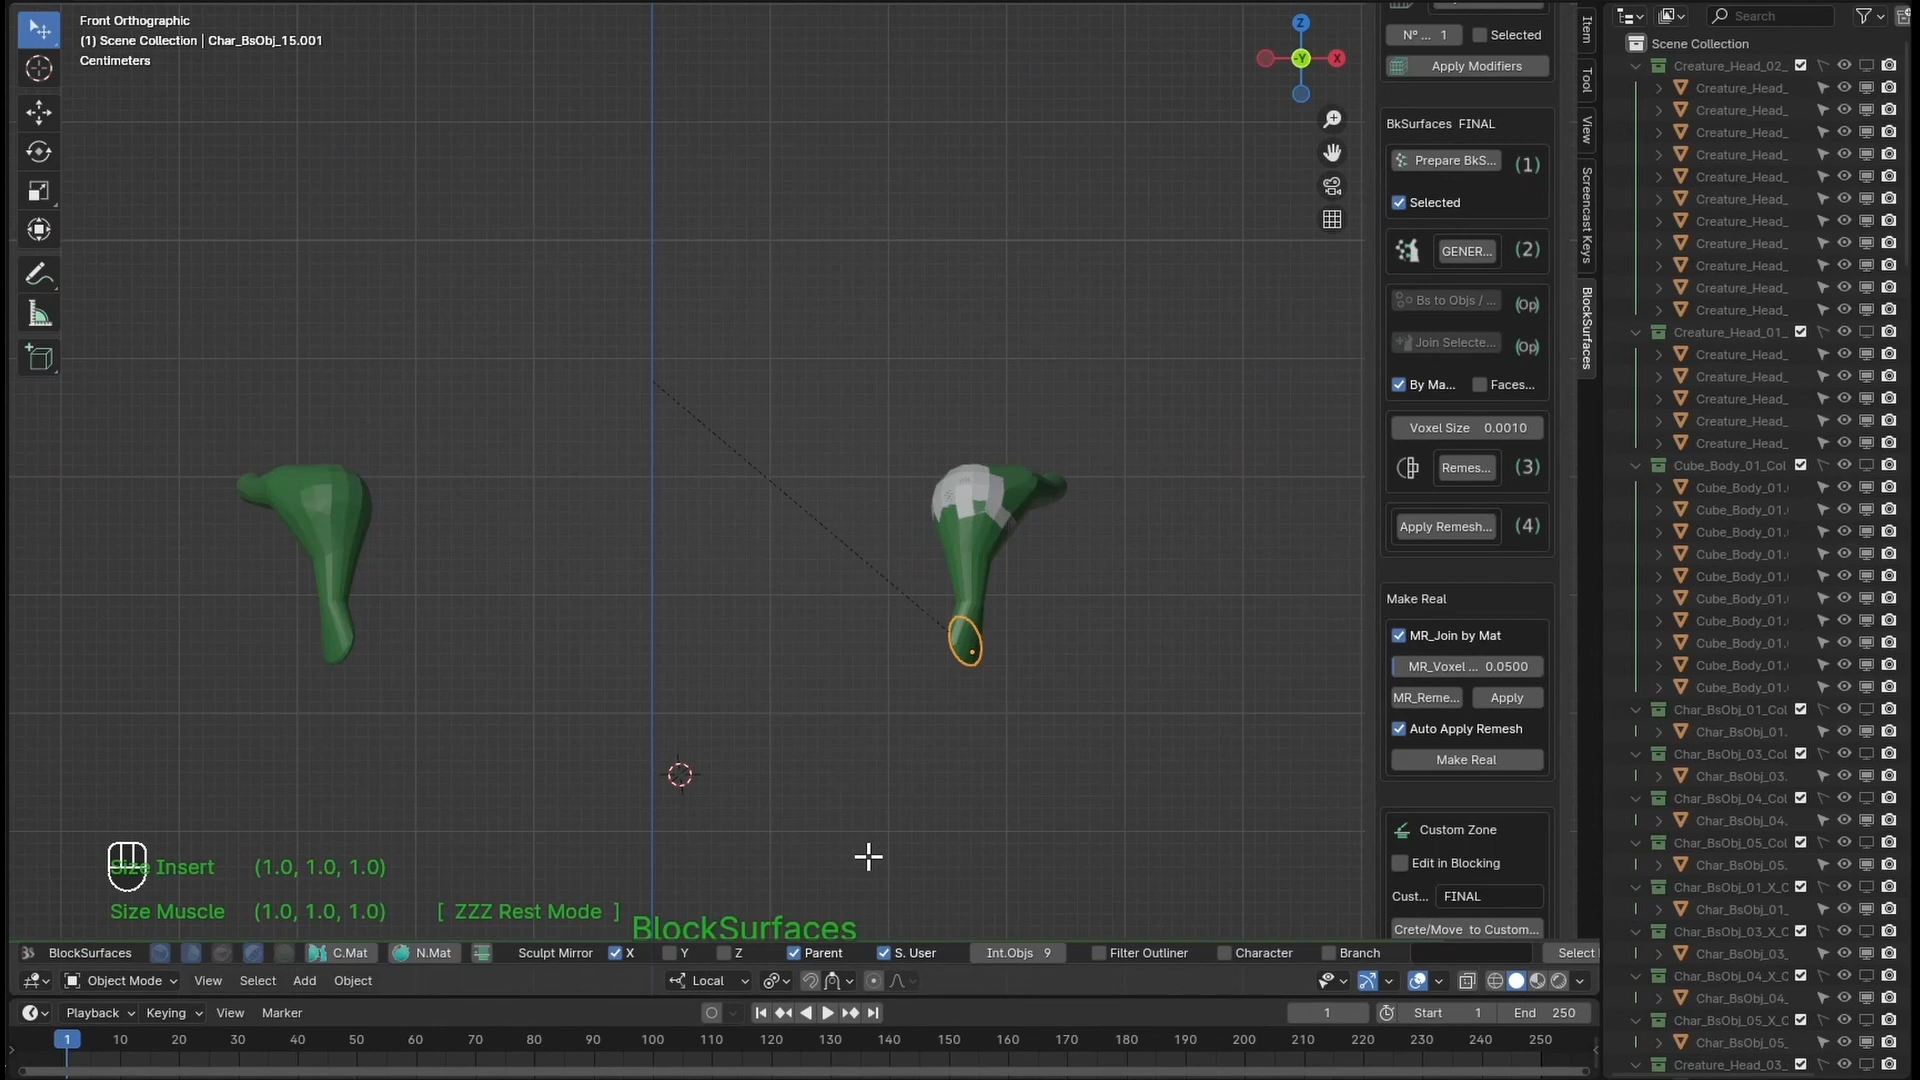 Front Orthographic
(1) Scene Collection | Char_BsObj_15.001
Centimeters
Z
-Y
X
Nº ... 1
Selected
Apply Modifiers
BkSurfaces FINAL
Prepare BkS...
(1)
Selected
GENER...
(2)
Bs to Objs / ...
(Op)
Join Selecte...
(Op)
By Ma...
Faces...
Voxel Size 0.0010
Remes...
(3)
Apply Remesh...
(4)
Make Real
MR_Join by Mat
MR_Voxel ... 0.0500
MR_Reme...
Apply
Auto Apply Remesh
Make Real
Custom Zone
Edit in Blocking
Cust...
FINAL
Crete/Move to Custom...
Item
Tool
View
Screencast Keys
BlockSurfaces
Search
Scene Collection
Creature_Head_02_
Creature_Head_
Creature_Head_
Creature_Head_
Creature_Head_
Creature_Head_
Creature_Head_
Creature_Head_
Creature_Head_
Creature_Head_
Creature_Head_
Creature_Head_
Creature_Head_01_
Creature_Head_
Creature_Head_
Creature_Head_
Creature_Head_
Creature_Head_
Cube_Body_01_Col
Cube_Body_01.
Cube_Body_01.
Cube_Body_01.
Cube_Body_01.
Cube_Body_01.
Cube_Body_01.
Cube_Body_01.
Cube_Body_01.
Cube_Body_01.
Cube_Body_01.
Char_BsObj_01_Col
Char_BsObj_01.
Char_BsObj_03_Col
Char_BsObj_03.
Char_BsObj_04_Col
Char_BsObj_04.
Char_BsObj_05_Col
Char_BsObj_05.
Char_BsObj_01_X_C
Char_BsObj_01_
Char_BsObj_03_X_C
Char_BsObj_03_
Char_BsObj_04_X_C
Char_BsObj_04_
Char_BsObj_05_X_C
Char_BsObj_05_
Creature_Head_03_
Size Insert (1.0, 1.0, 1.0)
Size Muscle (1.0, 1.0, 1.0) [ ZZZ Rest Mode ]
BlockSurfaces
BlockSurfaces
C.Mat
N.Mat
Sculpt Mirror
X
Y
Z
Parent
S. User
Int.Objs 9
Filter Outliner
Character
Branch
Select
Object Mode
View
Select
Add
Object
Local
Playback
Keying
View
Marker
1
Start 1
End 250
1 10 20 30 40 50 60 70 80 90 100 110 120 130 140 150 160 170 180 190 200 210 220 230 240 250